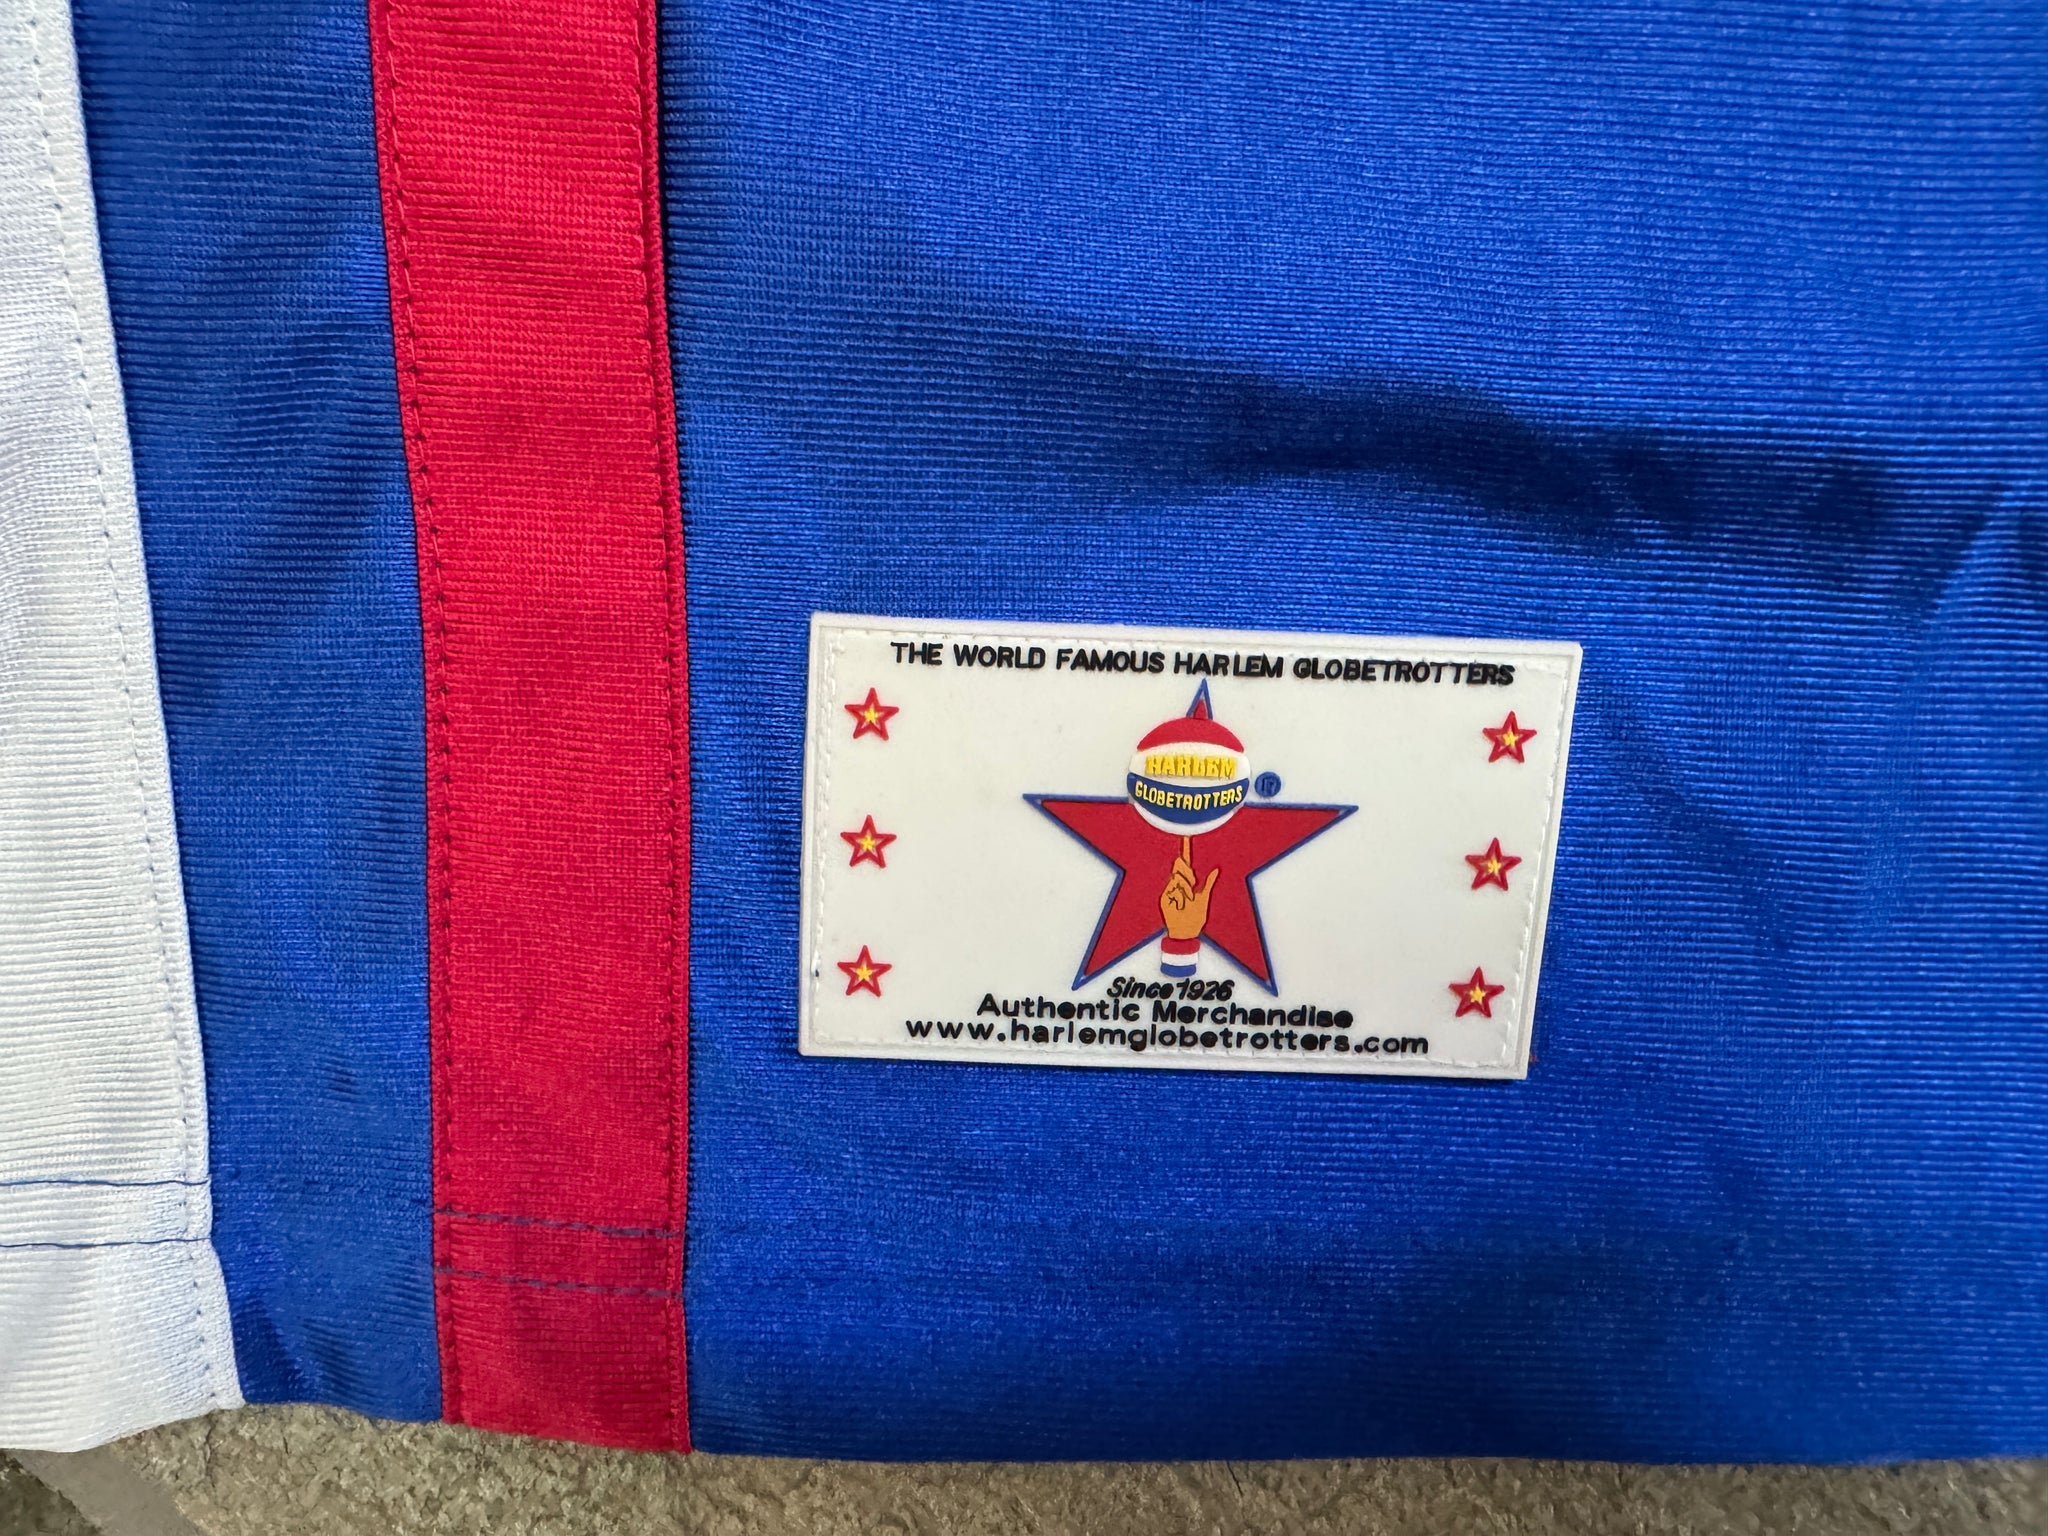 THE WORLD FAMOUS HARLEM GLOBETROTTERS
HARLEM
GLOBETROTTERS
®
Since 1926
Authentic Merchandise
www.harlemglobetrotters.com